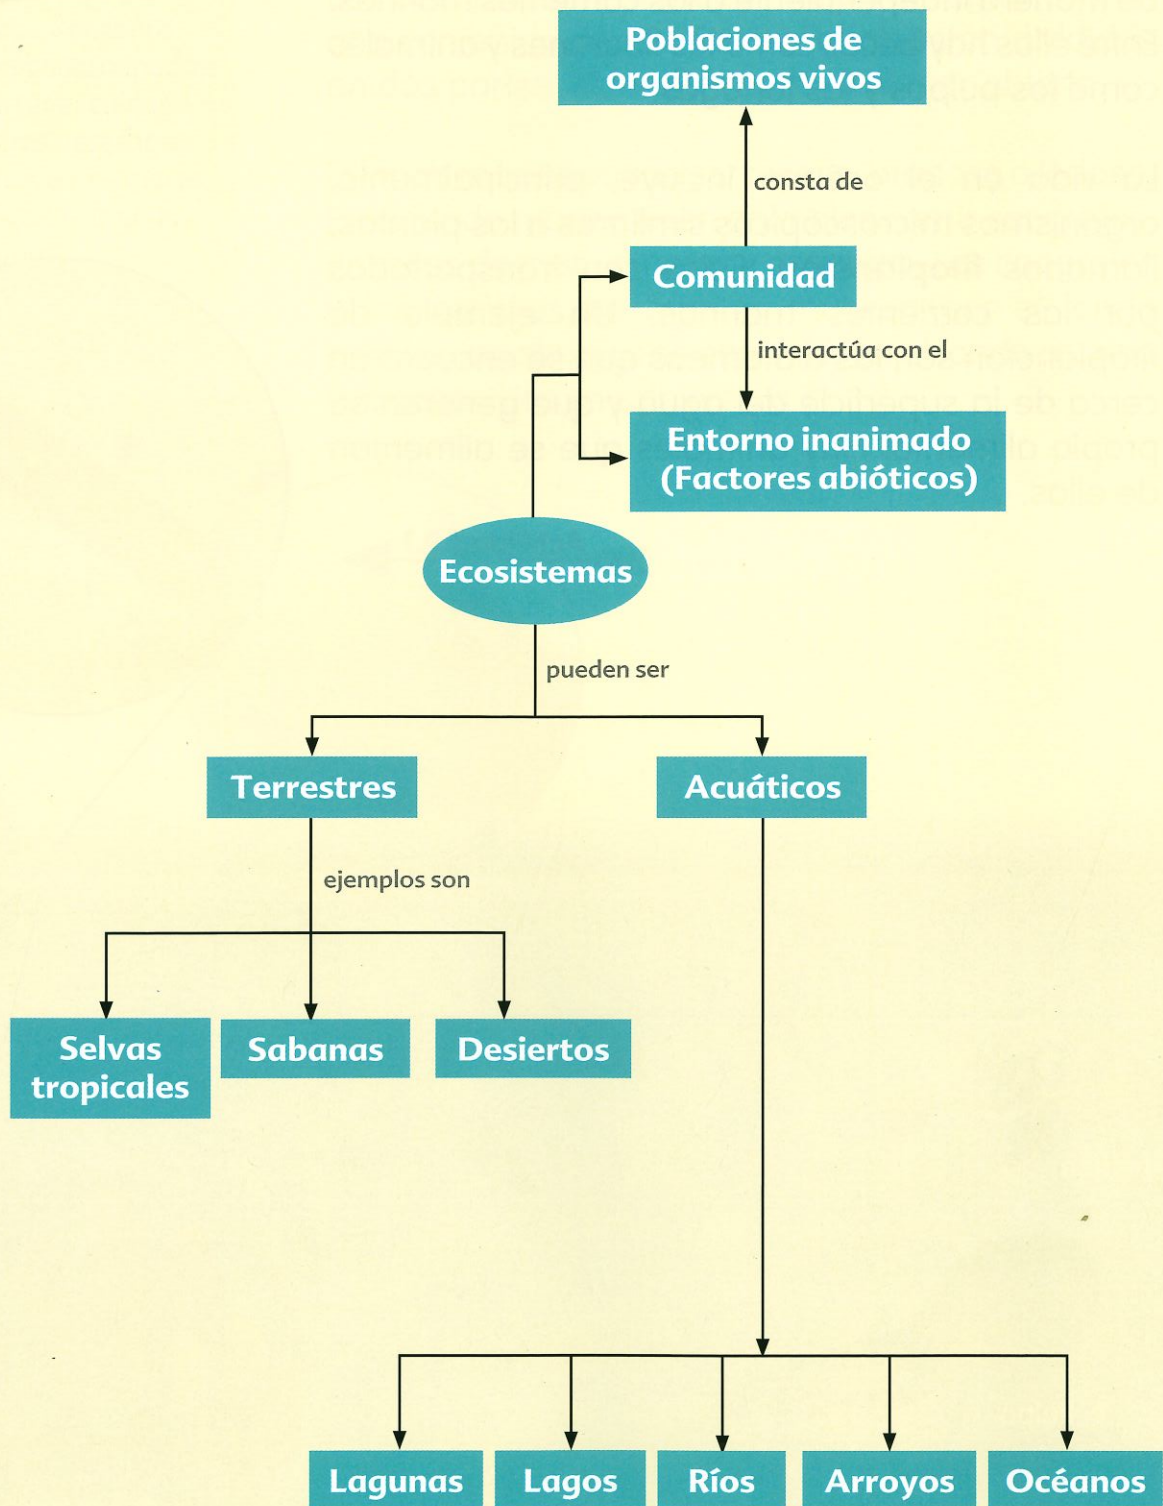 Poblaciones de
organismos vivos
consta de
Comunidad
interactúa con el
Entorno inanimado
(Factores abióticos)
Ecosistemas
pueden ser
Terrestres
Acuáticos
ejemplos son
Selvas
tropicales
Sabanas
Desiertos
Lagunas
Lagos
Ríos
Arroyos
Océanos